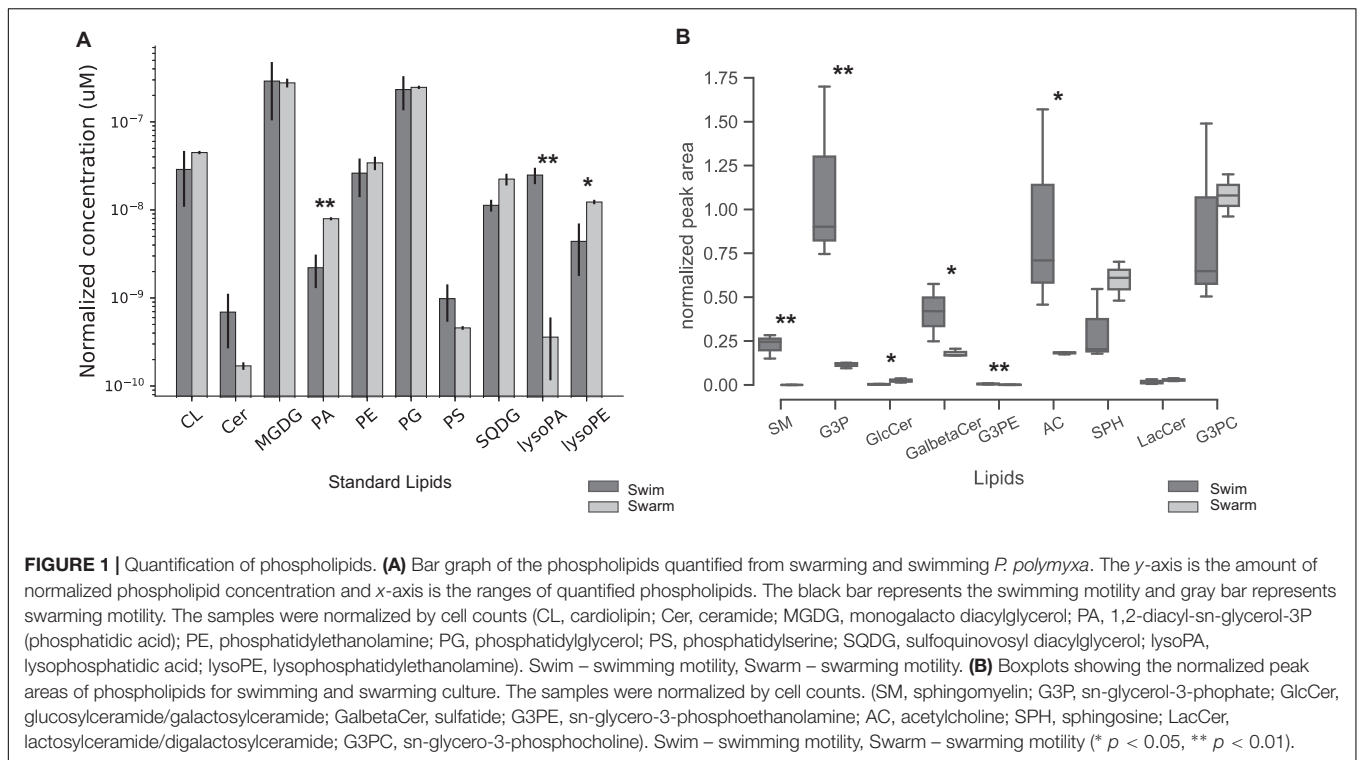 A
Normalized concentration (uM)
10⁻⁷
10⁻⁸
10⁻⁹
10⁻¹⁰
**
**
*
CL
Cer
MGDG
PA
PE
PG
PS
SQDG
lysoPA
lysoPE
Standard Lipids
Swim
Swarm
B
normalized peak area
1.75
1.50
1.25
1.00
0.75
0.50
0.25
0.00
**
**
*
*
**
*
SM
G3P
GlcCer
GalbetaCer
G3PE
AC
SPH
LacCer
G3PC
Lipids
Swim
Swarm
FIGURE 1 | Quantification of phospholipids. (A) Bar graph of the phospholipids quantified from swarming and swimming P. polymyxa. The y-axis is the amount of
normalized phospholipid concentration and x-axis is the ranges of quantified phospholipids. The black bar represents the swimming motility and gray bar represents
swarming motility. The samples were normalized by cell counts (CL, cardiolipin; Cer, ceramide; MGDG, monogalacto diacylglycerol; PA, 1,2-diacyl-sn-glycerol-3P
(phosphatidic acid); PE, phosphatidylethanolamine; PG, phosphatidylglycerol; PS, phosphatidylserine; SQDG, sulfoquinovosyl diacylglycerol; lysoPA,
lysophosphatidic acid; lysoPE, lysophosphatidylethanolamine). Swim – swimming motility, Swarm – swarming motility. (B) Boxplots showing the normalized peak
areas of phospholipids for swimming and swarming culture. The samples were normalized by cell counts. (SM, sphingomyelin; G3P, sn-glycerol-3-phophate; GlcCer,
glucosylceramide/galactosylceramide; GalbetaCer, sulfatide; G3PE, sn-glycero-3-phosphoethanolamine; AC, acetylcholine; SPH, sphingosine; LacCer,
lactosylceramide/digalactosylceramide; G3PC, sn-glycero-3-phosphocholine). Swim – swimming motility, Swarm – swarming motility (* p < 0.05, ** p < 0.01).